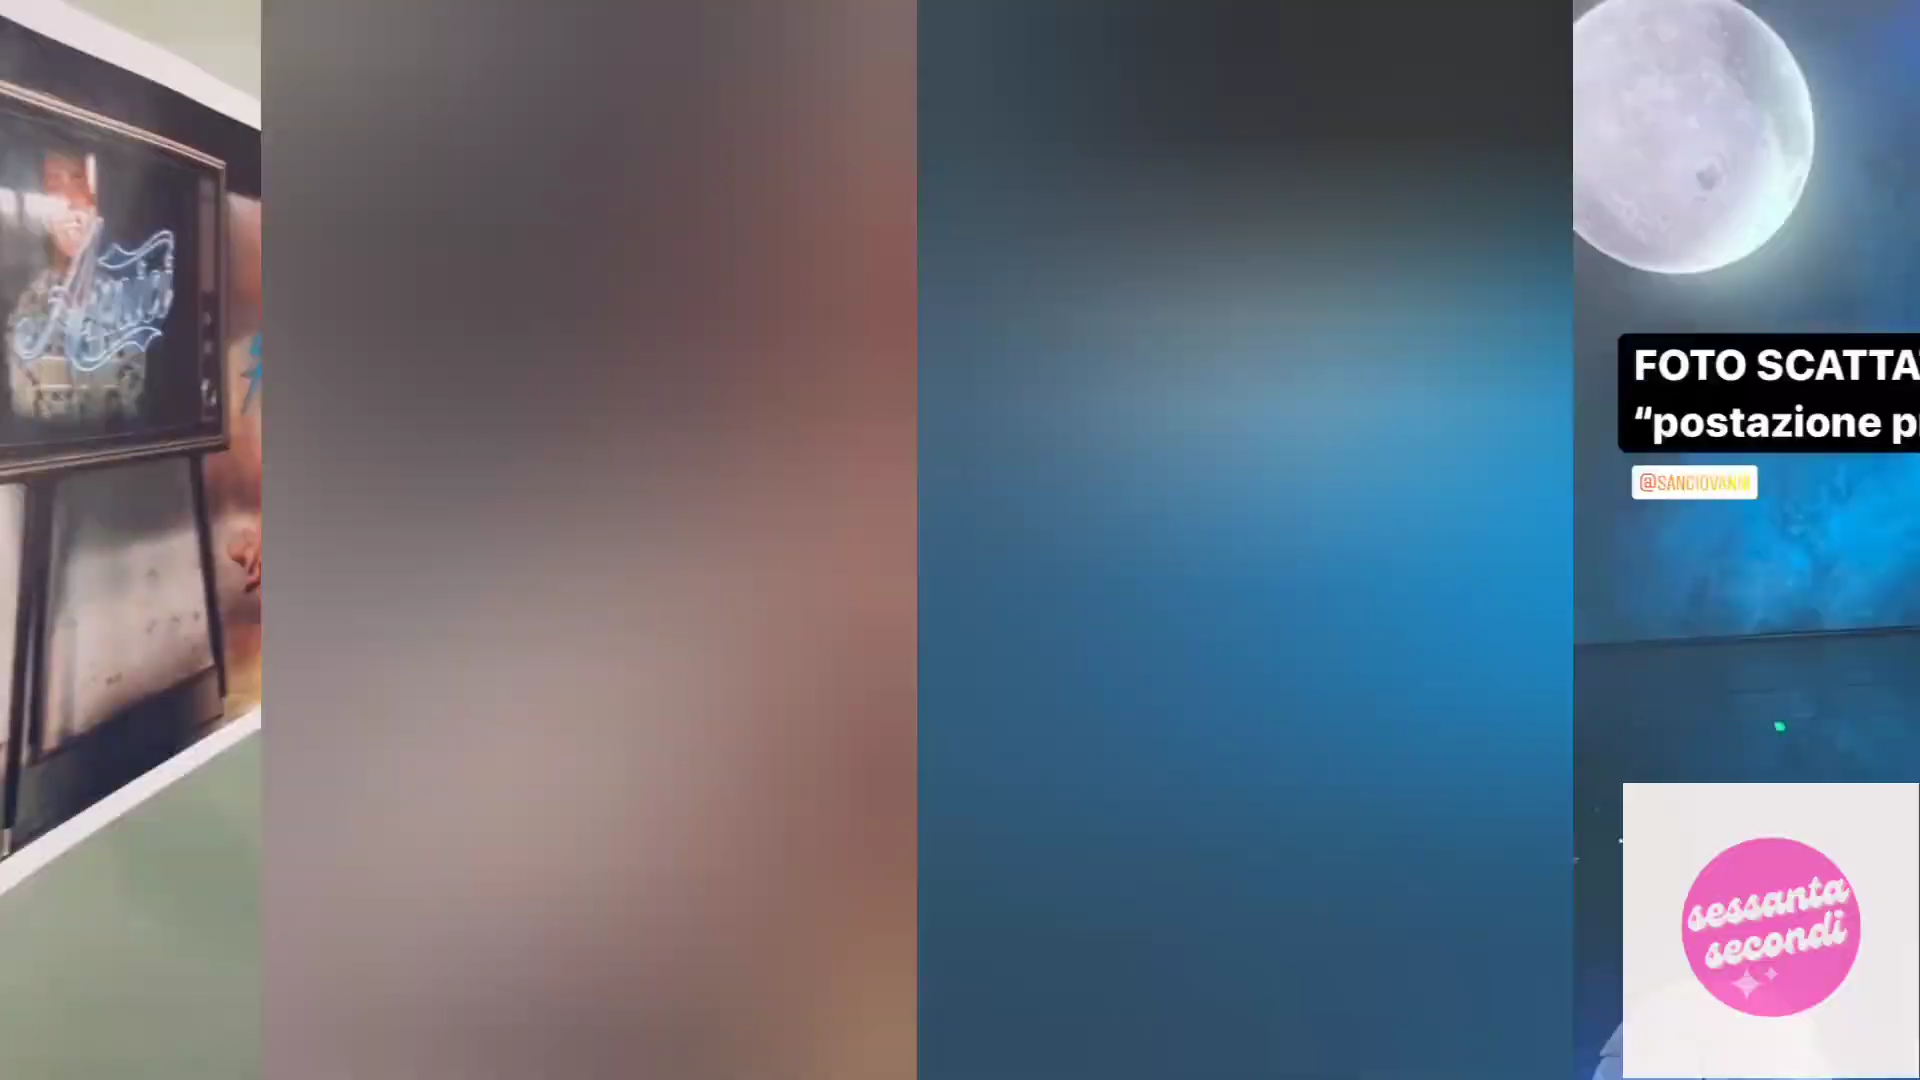 FOTO SCATTA
“postazione p
@SANGIOVANNI
sessanta
secondi